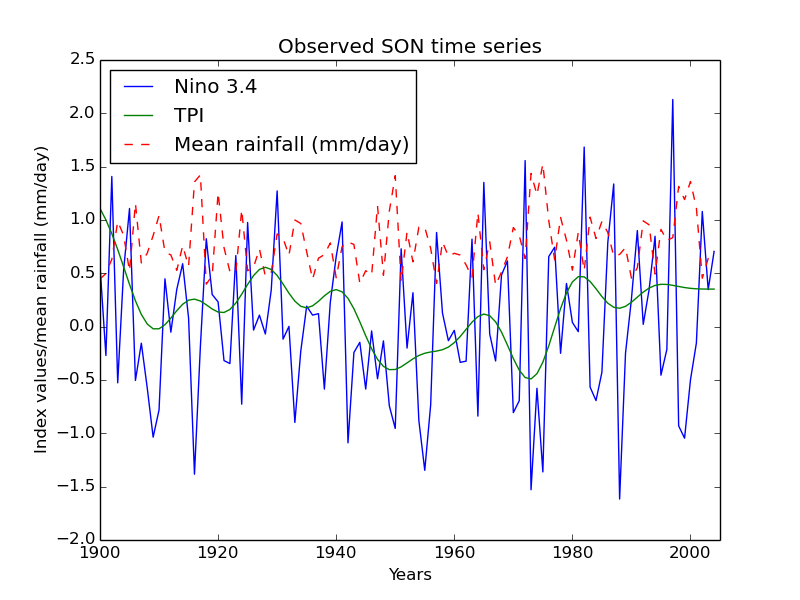 Observed SON time series
2.5
2.0
1.5
1.0
0.5
0.0
−0.5
−1.0
−1.5
−2.0
Index values/mean rainfall (mm/day)
Nino 3.4
TPI
Mean rainfall (mm/day)
1900 1920 1940 1960 1980 2000
Years